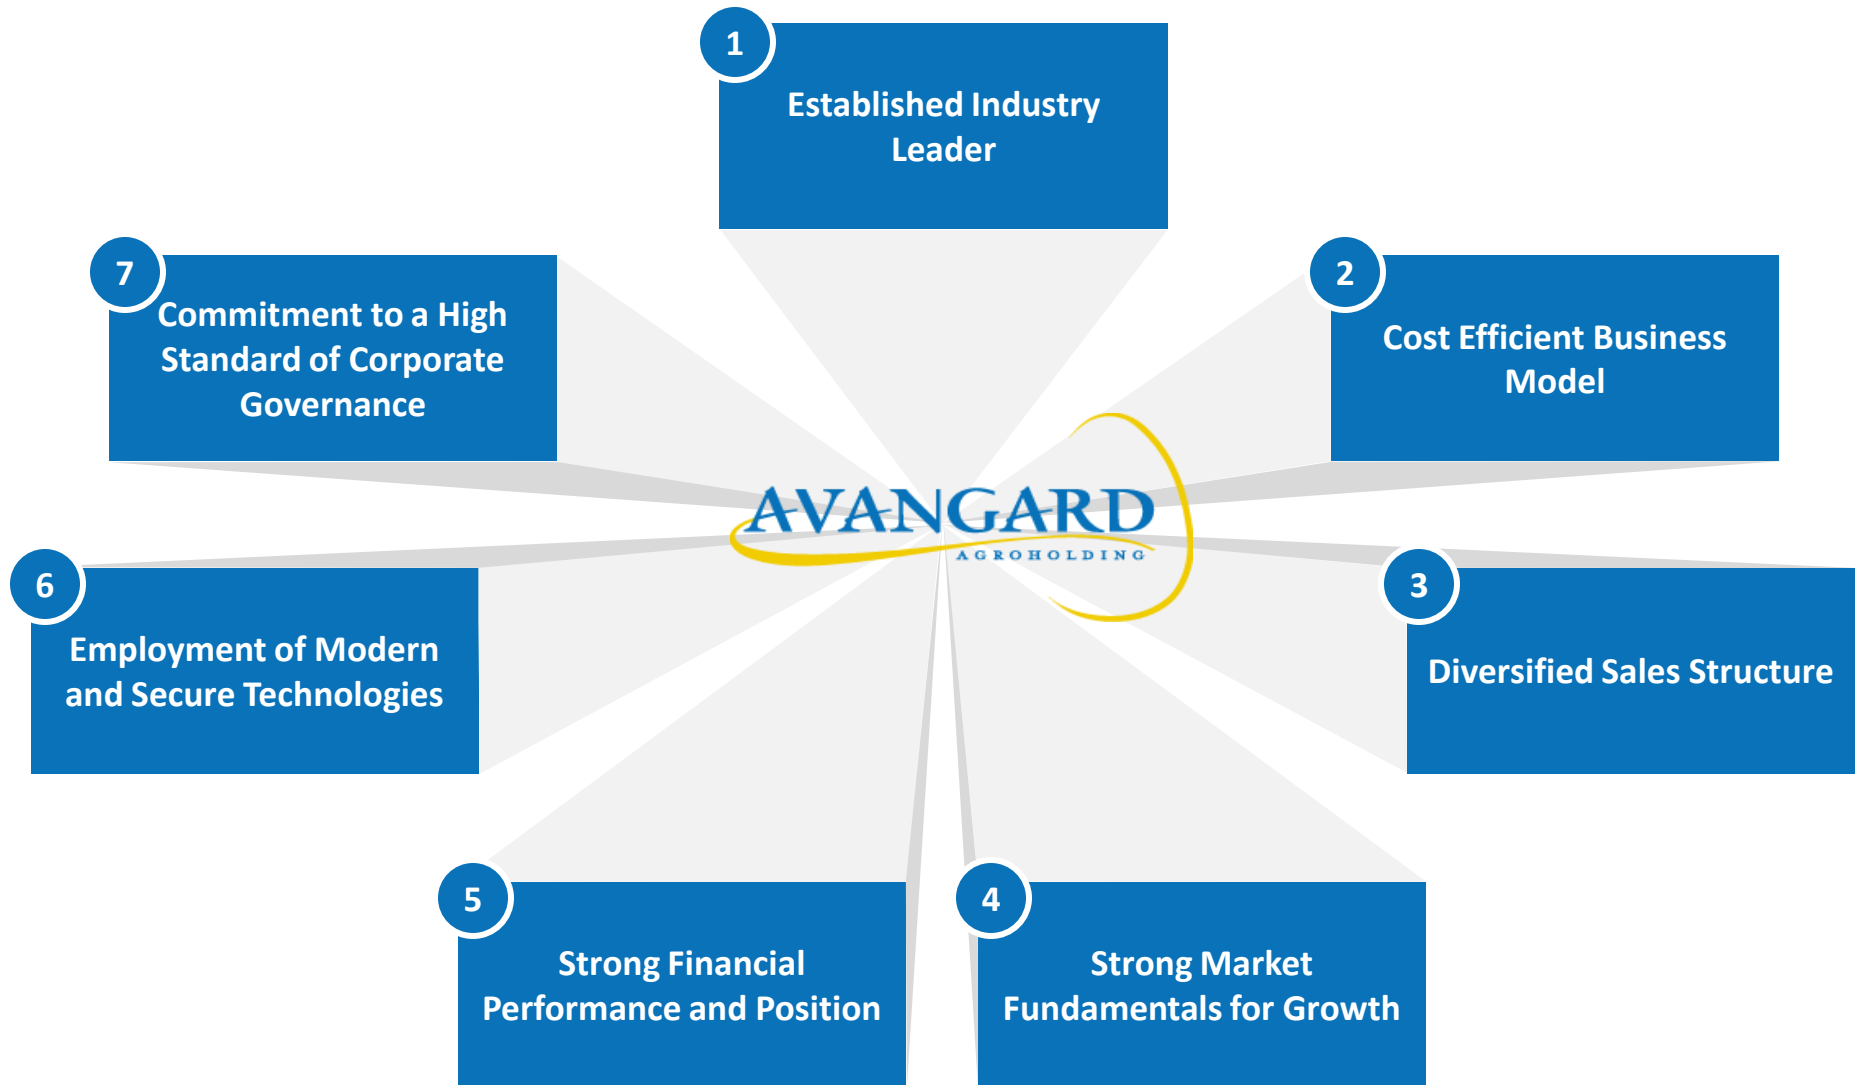 1
Established Industry
Leader
2
Cost Efficient Business
Model
3
Diversified Sales Structure
4
Strong Market
Fundamentals for Growth
5
Strong Financial
Performance and Position
6
Employment of Modern
and Secure Technologies
7
Commitment to a High
Standard of Corporate
Governance
AVANGARD
AGROHOLDING